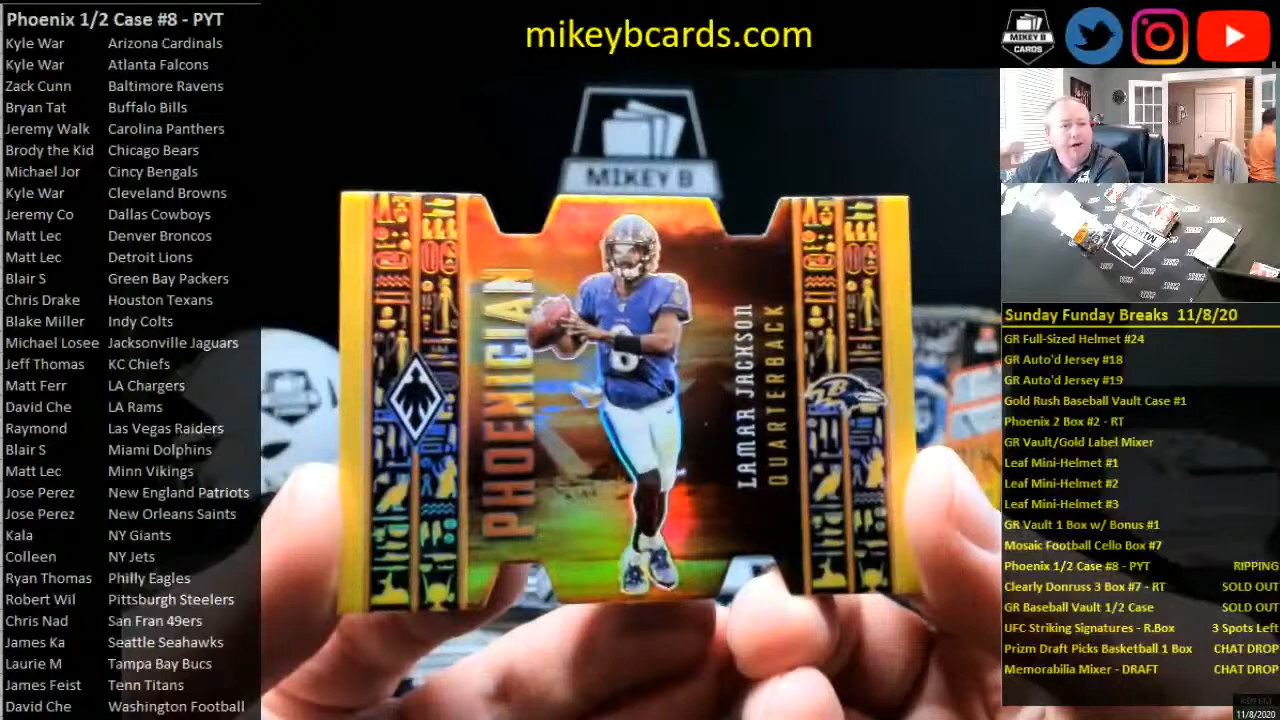 Phoenix 1/2 Case #8 - PYT
Kyle War Arizona Cardinals
Kyle War Atlanta Falcons
Zack Cunn Baltimore Ravens
Bryan Tat Buffalo Bills
Jeremy Walk Carolina Panthers
Brody the Kid Chicago Bears
Michael Jor Cincy Bengals
Kyle War Cleveland Browns
Jeremy Co Dallas Cowboys
Matt Lec Denver Broncos
Matt Lec Detroit Lions
Blair S Green Bay Packers
Chris Drake Houston Texans
Blake Miller Indy Colts
Michael Losee Jacksonville Jaguars
Jeff Thomas KC Chiefs
Matt Ferr LA Chargers
David Che LA Rams
Raymond Las Vegas Raiders
Blair S Miami Dolphins
Matt Lec Minn Vikings
Jose Perez New England Patriots
Jose Perez New Orleans Saints
Kala NY Giants
Colleen NY Jets
Ryan Thomas Philly Eagles
Robert Wil Pittsburgh Steelers
Chris Nad San Fran 49ers
James Ka Seattle Seahawks
Laurie M Tampa Bay Bucs
James Feist Tenn Titans
David Che Washington Football
mikeybcards.com
MIKEY B
PHOENICIAN
8
LAMAR JACKSON
QUARTERBACK
B
MIKEY B
CARDS
MIKEY B
Sunday Funday Breaks 11/8/20
GR Full-Sized Helmet #24
GR Auto'd Jersey #18
GR Auto'd Jersey #19
Gold Rush Baseball Vault Case #1
Phoenix 2 Box #2 - RT
GR Vault/Gold Label Mixer
Leaf Mini-Helmet #1
Leaf Mini-Helmet #2
Leaf Mini-Helmet #3
GR Vault 1 Box w/ Bonus #1
Mosaic Football Cello Box #7
Phoenix 1/2 Case #8 - PYT RIPPING
Clearly Donruss 3 Box #7 - RT SOLD OUT
GR Baseball Vault 1/2 Case SOLD OUT
UFC Striking Signatures - R.Box 3 Spots Left
Prizm Draft Picks Basketball 1 Box CHAT DROP
Memorabilia Mixer - DRAFT CHAT DROP
11/8/2020